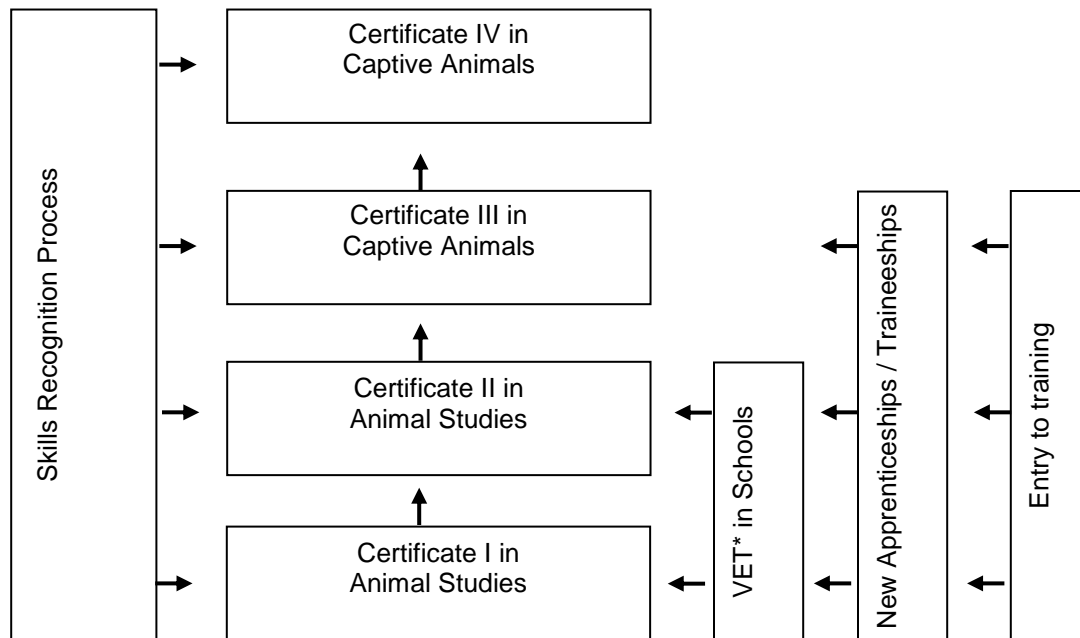 Skills Recognition Process
Certificate IV in
Captive Animals
Certificate III in
Captive Animals
Certificate II in
Animal Studies
Certificate I in
Animal Studies
VET* in Schools
New Apprenticeships / Traineeships
Entry to training